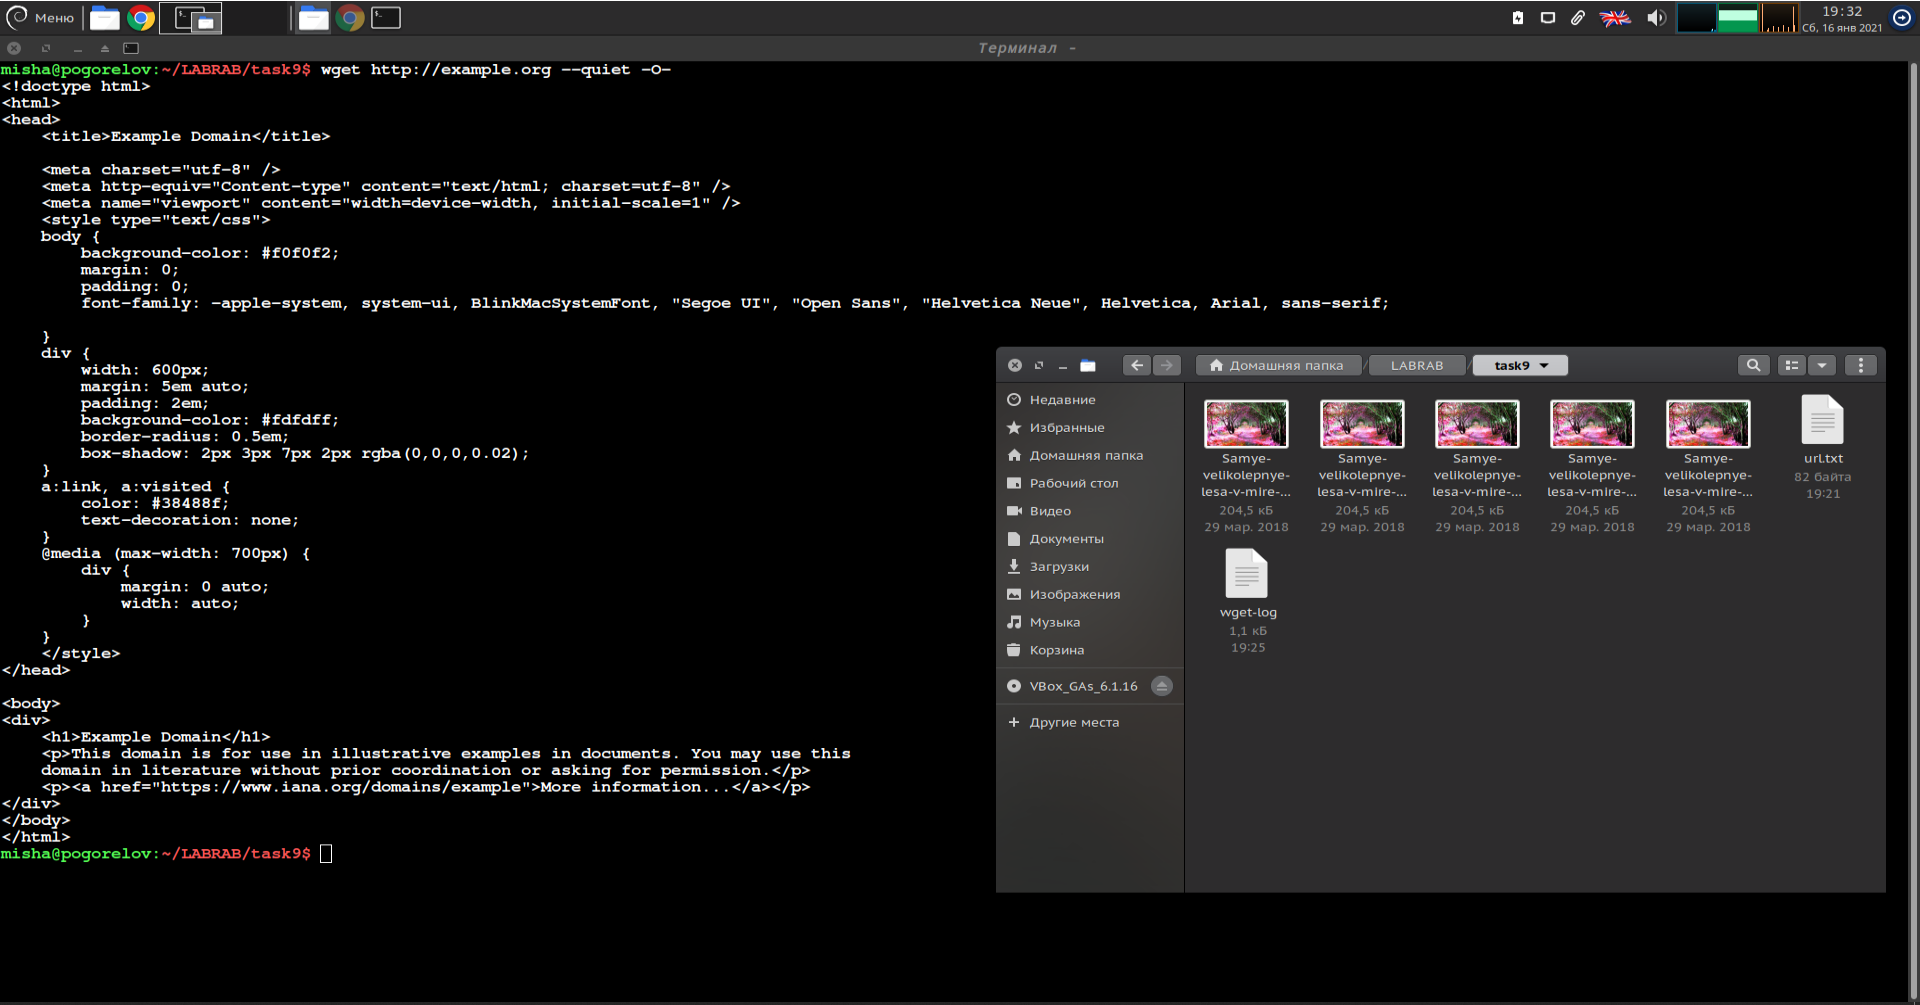 Меню
19:32
Сб, 16 янв 2021
Терминал -
misha@pogorelov:~/LABRAB/task9$ wget http://example.org --quiet -O-
<!doctype html>
<html>
<head>
    <title>Example Domain</title>

    <meta charset="utf-8" />
    <meta http-equiv="Content-type" content="text/html; charset=utf-8" />
    <meta name="viewport" content="width=device-width, initial-scale=1" />
    <style type="text/css">
    body {
        background-color: #f0f0f2;
        margin: 0;
        padding: 0;
        font-family: -apple-system, system-ui, BlinkMacSystemFont, "Segoe UI", "Open Sans", "Helvetica Neue", Helvetica, Arial, sans-serif;

    }
    div {
        width: 600px;
        margin: 5em auto;
        padding: 2em;
        background-color: #fdfdff;
        border-radius: 0.5em;
        box-shadow: 2px 3px 7px 2px rgba(0,0,0,0.02);
    }
    a:link, a:visited {
        color: #38488f;
        text-decoration: none;
    }
    @media (max-width: 700px) {
        div {
            margin: 0 auto;
            width: auto;
        }
    }
    </style>
</head>

<body>
<div>
    <h1>Example Domain</h1>
    <p>This domain is for use in illustrative examples in documents. You may use this
    domain in literature without prior coordination or asking for permission.</p>
    <p><a href="https://www.iana.org/domains/example">More information...</a></p>
</div>
</body>
</html>
misha@pogorelov:~/LABRAB/task9$
Домашняя папка / LABRAB / task9
Недавние
Избранные
Домашняя папка
Рабочий стол
Видео
Документы
Загрузки
Изображения
Музыка
Корзина
VBox_GAs_6.1.16
Другие места
Samye-
velikolepnye-
lesa-v-mire-...
204,5 кБ
29 мар. 2018
Samye-
velikolepnye-
lesa-v-mire-...
204,5 кБ
29 мар. 2018
Samye-
velikolepnye-
lesa-v-mire-...
204,5 кБ
29 мар. 2018
Samye-
velikolepnye-
lesa-v-mire-...
204,5 кБ
29 мар. 2018
Samye-
velikolepnye-
lesa-v-mire-...
204,5 кБ
29 мар. 2018
url.txt
82 байта
19:21
wget-log
1,1 кБ
19:25